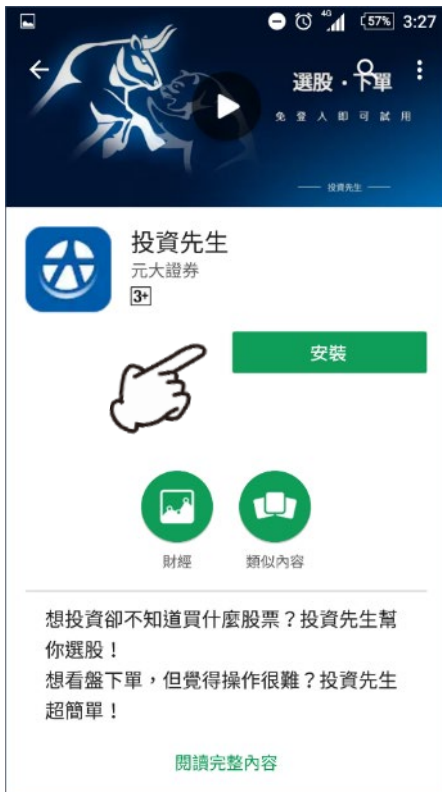 4G 57% 3:27
選股・下單
免登入即可試用
投資先生
投資先生
元大證券
3+
安裝
財經 類似內容
想投資卻不知道買什麼股票？投資先生幫
你選股！
想看盤下單，但覺得操作很難？投資先生
超簡單！
閱讀完整內容